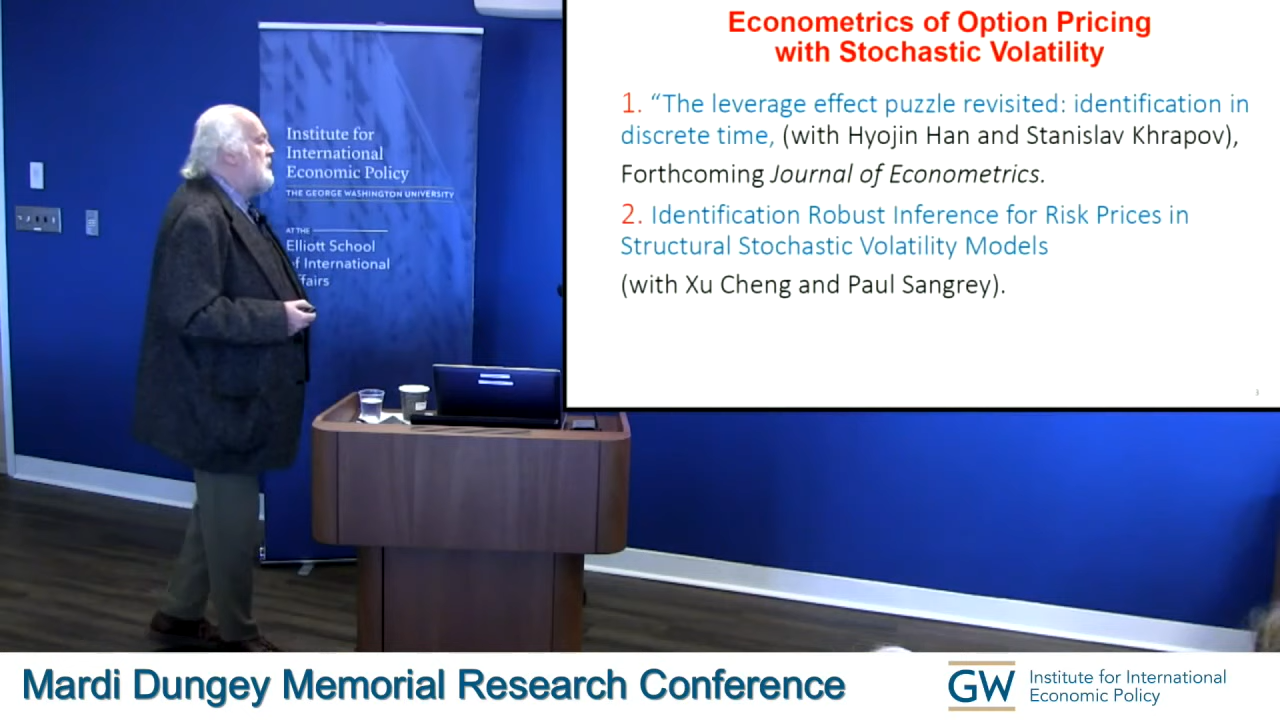 Econometrics of Option Pricing
with Stochastic Volatility
1. “The leverage effect puzzle revisited: identification in
discrete time, (with Hyojin Han and Stanislav Khrapov),
Forthcoming Journal of Econometrics.
2. Identification Robust Inference for Risk Prices in
Structural Stochastic Volatility Models
(with Xu Cheng and Paul Sangrey).
Institute for
International
Economic Policy
THE GEORGE WASHINGTON UNIVERSITY
AT THE
Elliott School
of International
ffairs
Mardi Dungey Memorial Research Conference
GW
Institute for International
Economic Policy